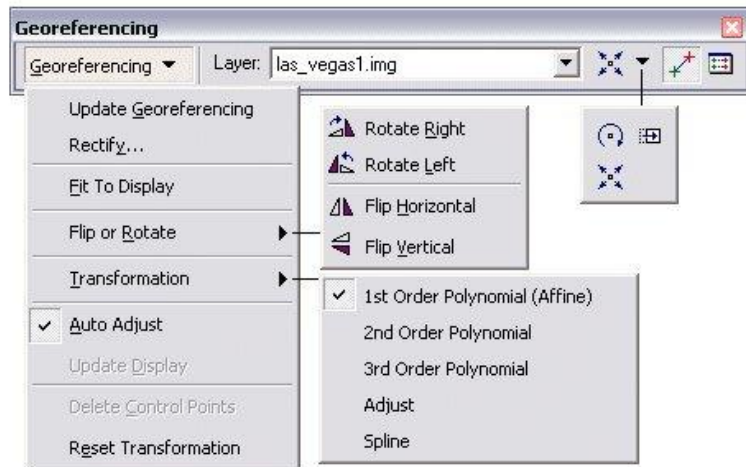 Georeferencing
Georeferencing
Layer:
las_vegas1.img
Update Georeferencing
Rectify...
Fit To Display
Flip or Rotate
Transformation
Auto Adjust
Update Display
Delete Control Points
Reset Transformation
Rotate Right
Rotate Left
Flip Horizontal
Flip Vertical
1st Order Polynomial (Affine)
2nd Order Polynomial
3rd Order Polynomial
Adjust
Spline